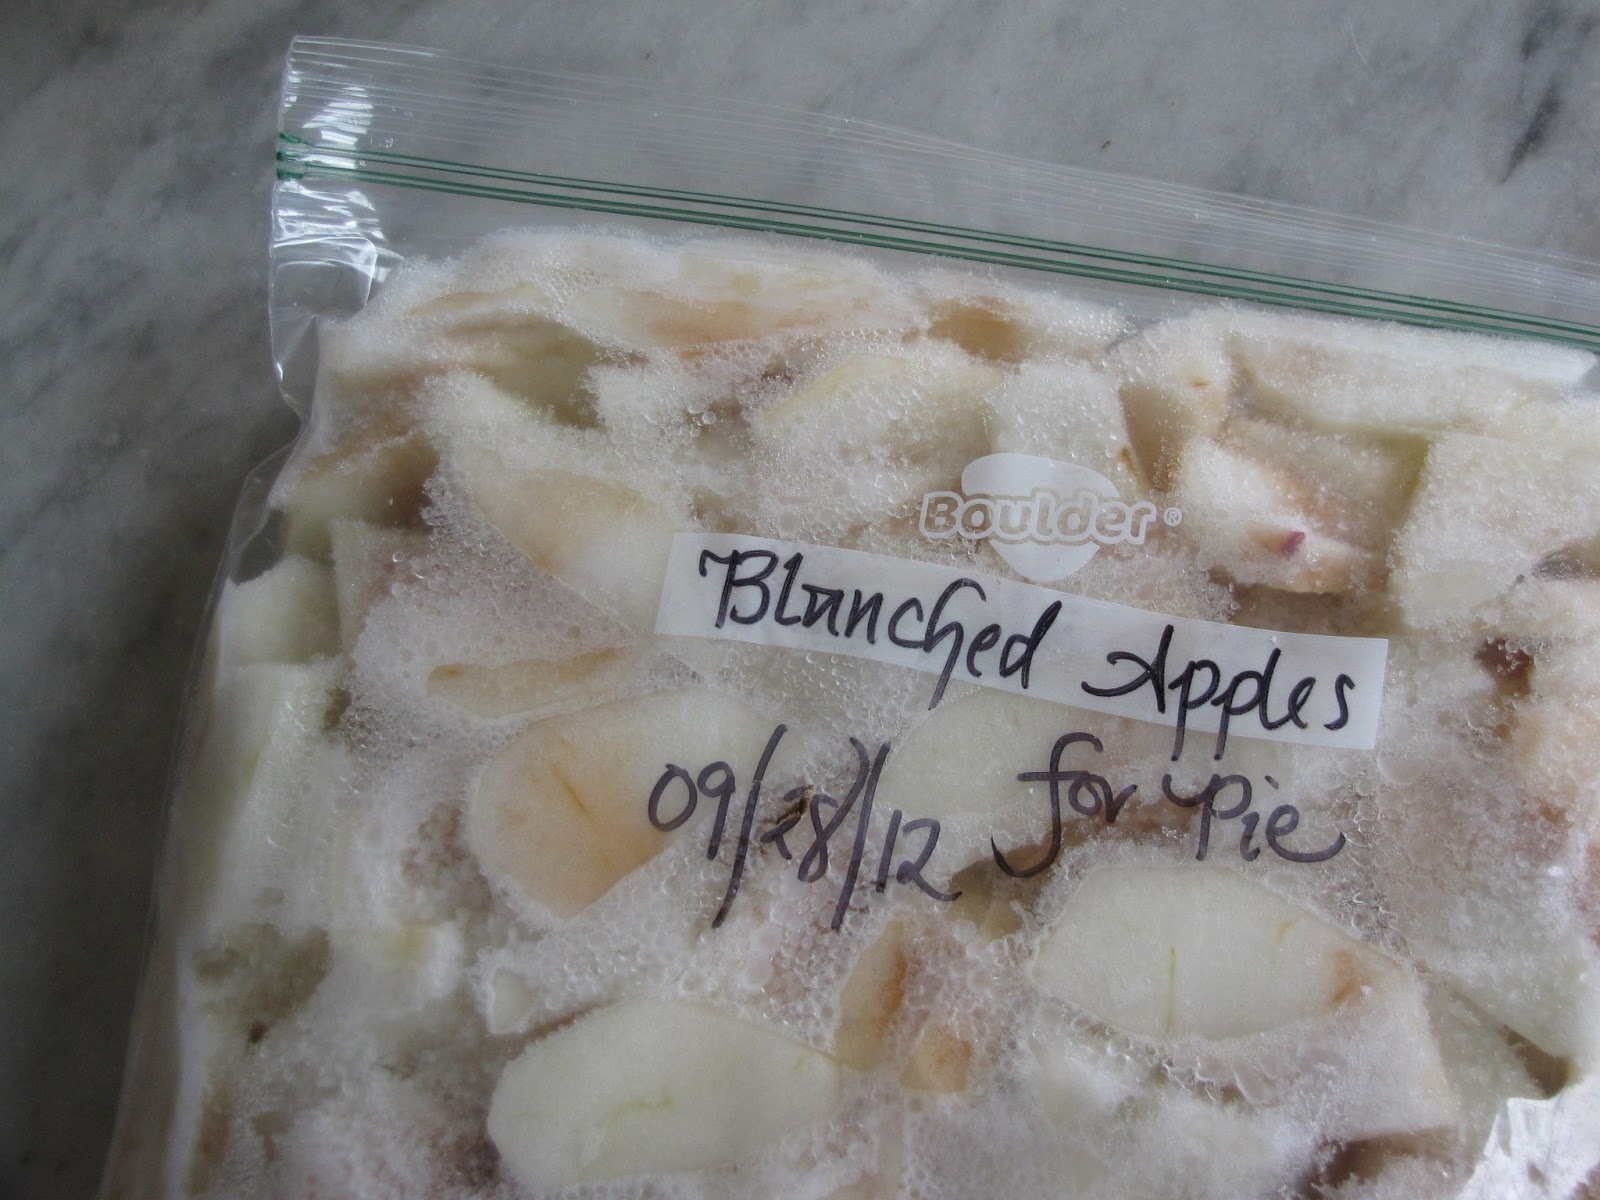 Boulder®
Blanched Apples
for Pie
09/28/12